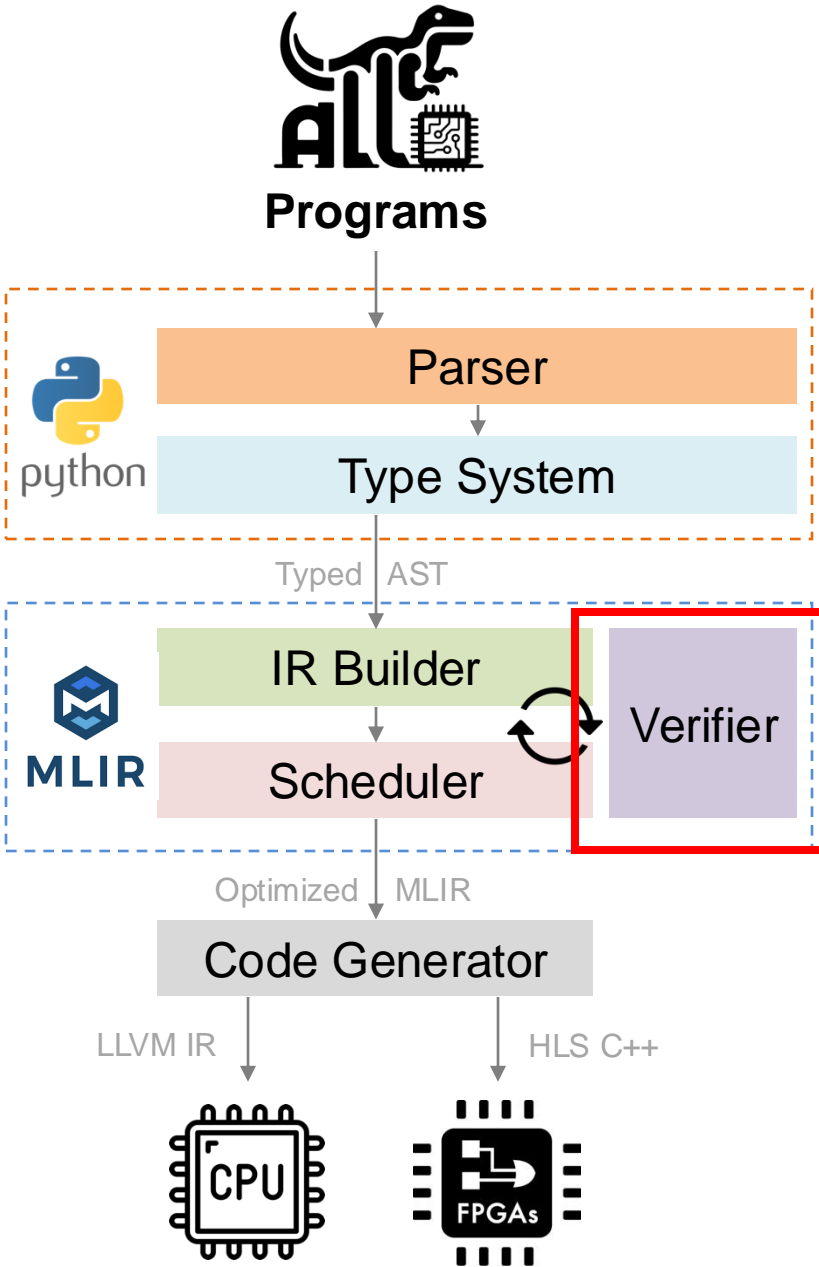 ALLO
Programs
Parser
python
Type System
Typed AST
IR Builder
MLIR
Verifier
Scheduler
Optimized MLIR
Code Generator
LLVM IR
HLS C++
CPU
FPGAs